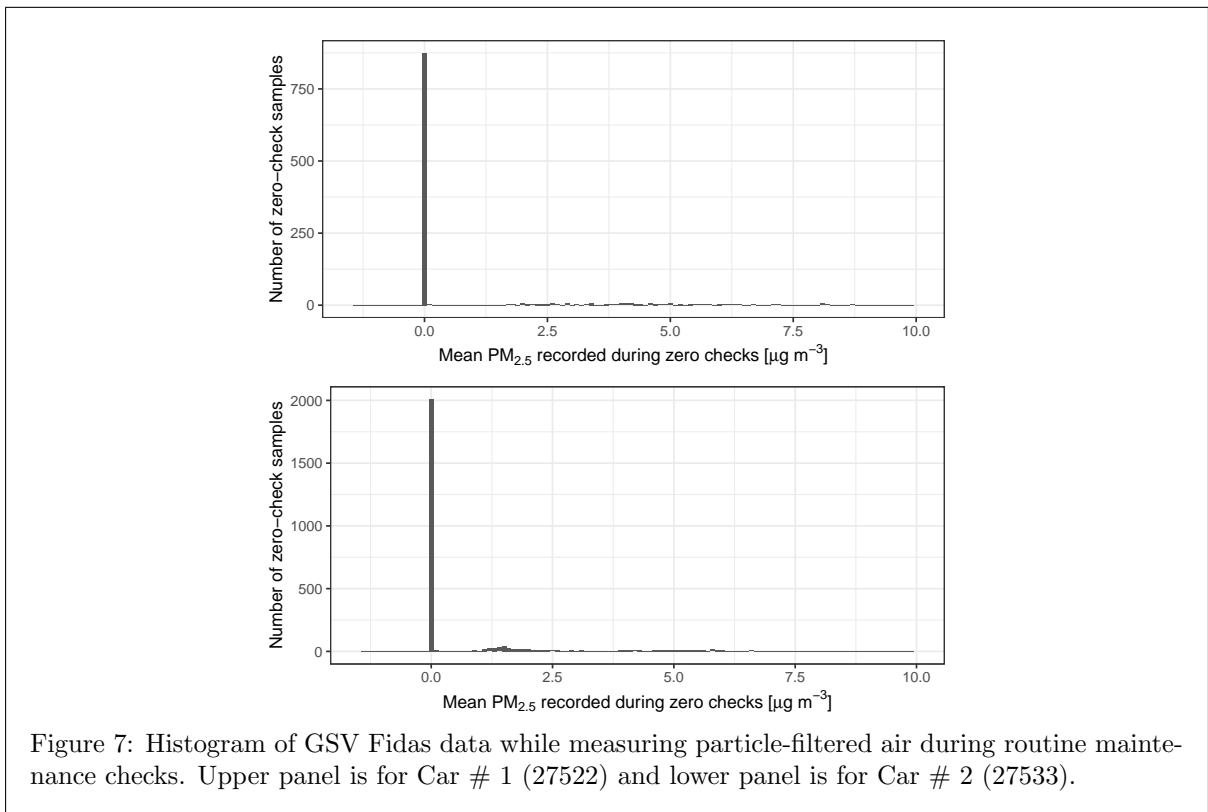 Number of zero−check samples
750
500
250
0
0.0 2.5 5.0 7.5 10.0
Mean PM2.5 recorded during zero checks [μg m−3]
Number of zero−check samples
2000
1500
1000
500
0
0.0 2.5 5.0 7.5 10.0
Mean PM2.5 recorded during zero checks [μg m−3]
Figure 7: Histogram of GSV Fidas data while measuring particle-filtered air during routine mainte-
nance checks. Upper panel is for Car # 1 (27522) and lower panel is for Car # 2 (27533).